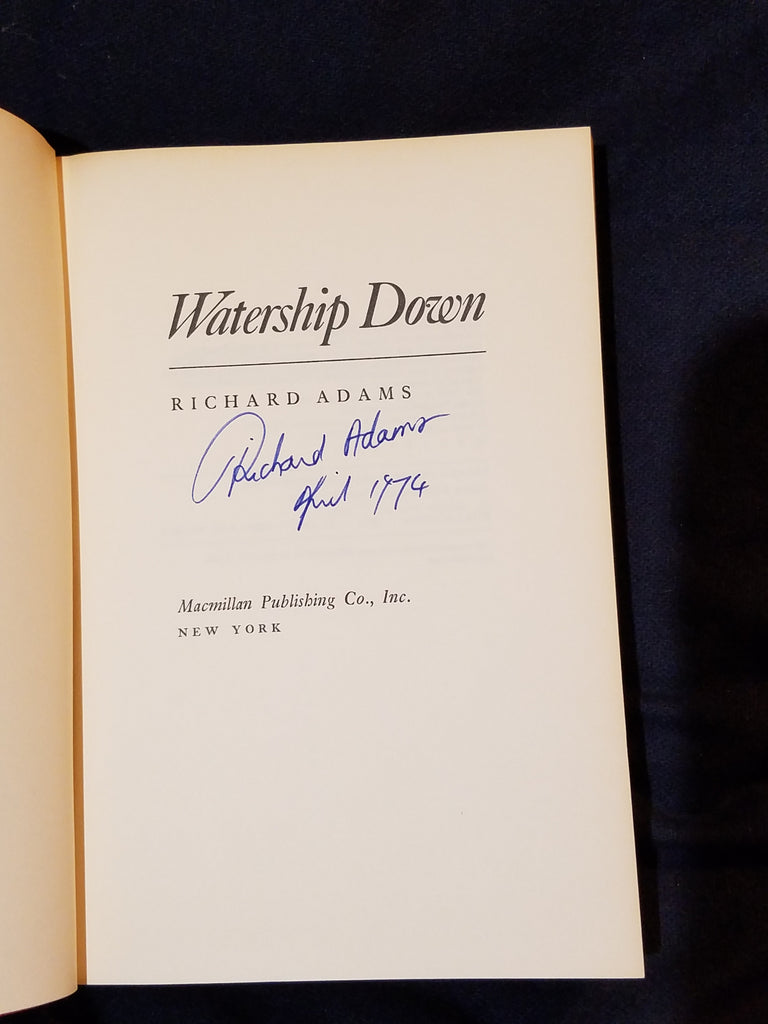 Watership Down
RICHARD ADAMS
Richard Adams
April 1974
Macmillan Publishing Co., Inc.
NEW YORK